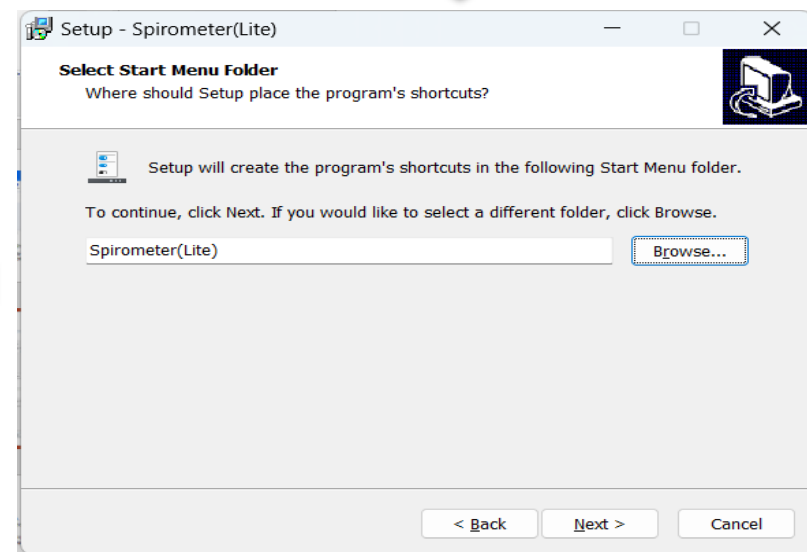 Setup - Spirometer(Lite)
Select Start Menu Folder
Where should Setup place the program's shortcuts?
Setup will create the program's shortcuts in the following Start Menu folder.
To continue, click Next. If you would like to select a different folder, click Browse.
Spirometer(Lite)
Browse...
< Back
Next >
Cancel